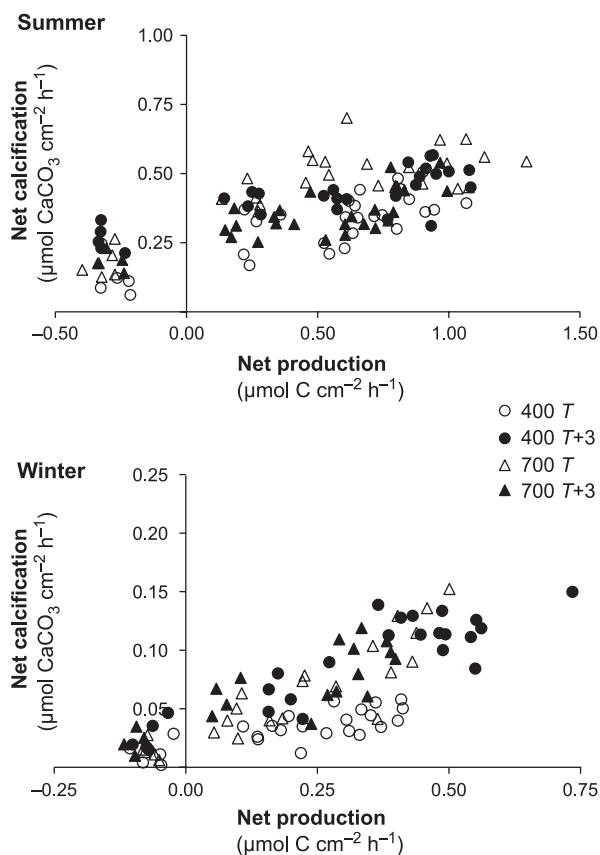 Summer
Net calcification
(µmol CaCO3 cm−2 h−1)
1.00
0.75
0.50
0.25
−0.50
0.00
0.50
1.00
1.50
Net production
(µmol C cm−2 h−1)
400 T
400 T+3
700 T
700 T+3
Winter
Net calcification
(µmol CaCO3 cm−2 h−1)
0.25
0.20
0.15
0.10
0.05
−0.25
0.00
0.25
0.50
0.75
Net production
(µmol C cm−2 h−1)